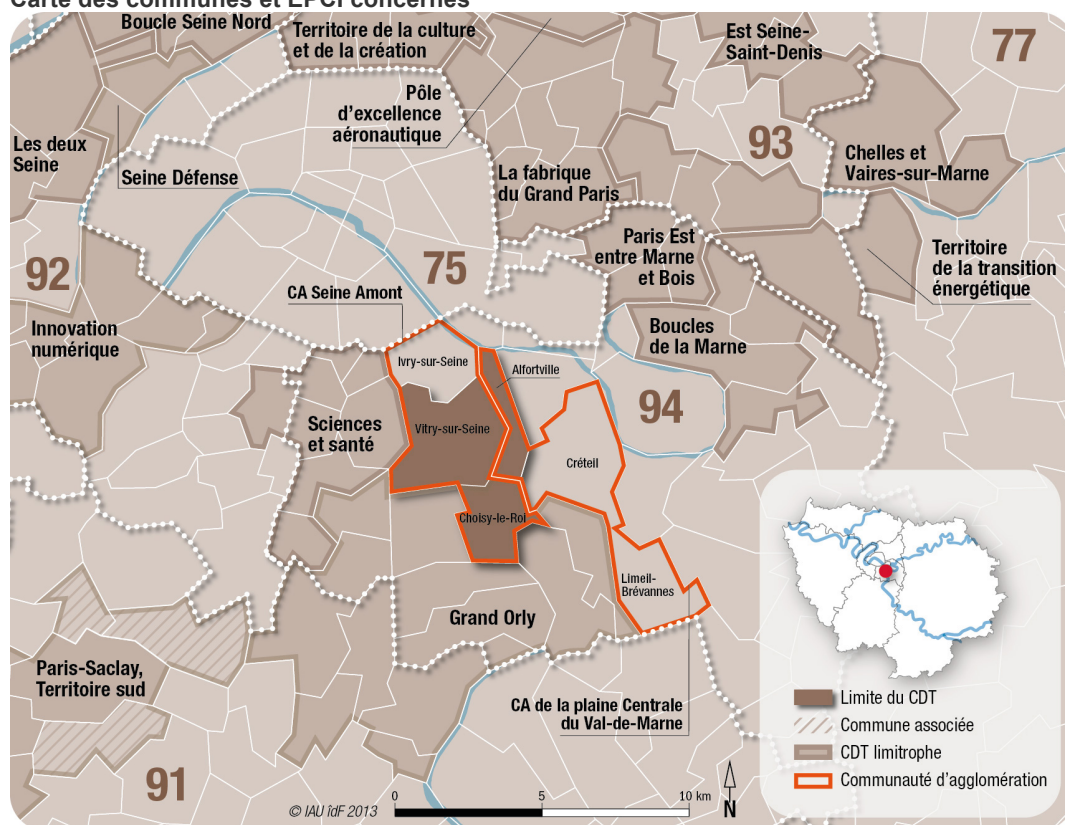 Carte des communes et EPCI concernés
Boucle Seine Nord
Territoire de la culture
et de la création
Est Seine-
Saint-Denis
77
Pôle
d'excellence
aéronautique
93
Les deux
Seine
Seine Défense
La fabrique
du Grand Paris
Chelles et
Vaires-sur-Marne
92
75
Paris Est
entre Marne
et Bois
Territoire
de la transition
énergétique
CA Seine Amont
Innovation
numérique
Boucles
de la Marne
Ivry-sur-Seine
Alfortville
94
Sciences
et santé
Vitry-sur-Seine
Créteil
Choisy-le-Roi
Limeil-
Brévannes
Grand Orly
Paris-Saclay,
Territoire sud
CA de la plaine Centrale
du Val-de-Marne
91
Limite du CDT
Commune associée
CDT limitrophe
Communauté d'agglomération
© IAU îdF 2013
0 5 10 km
N